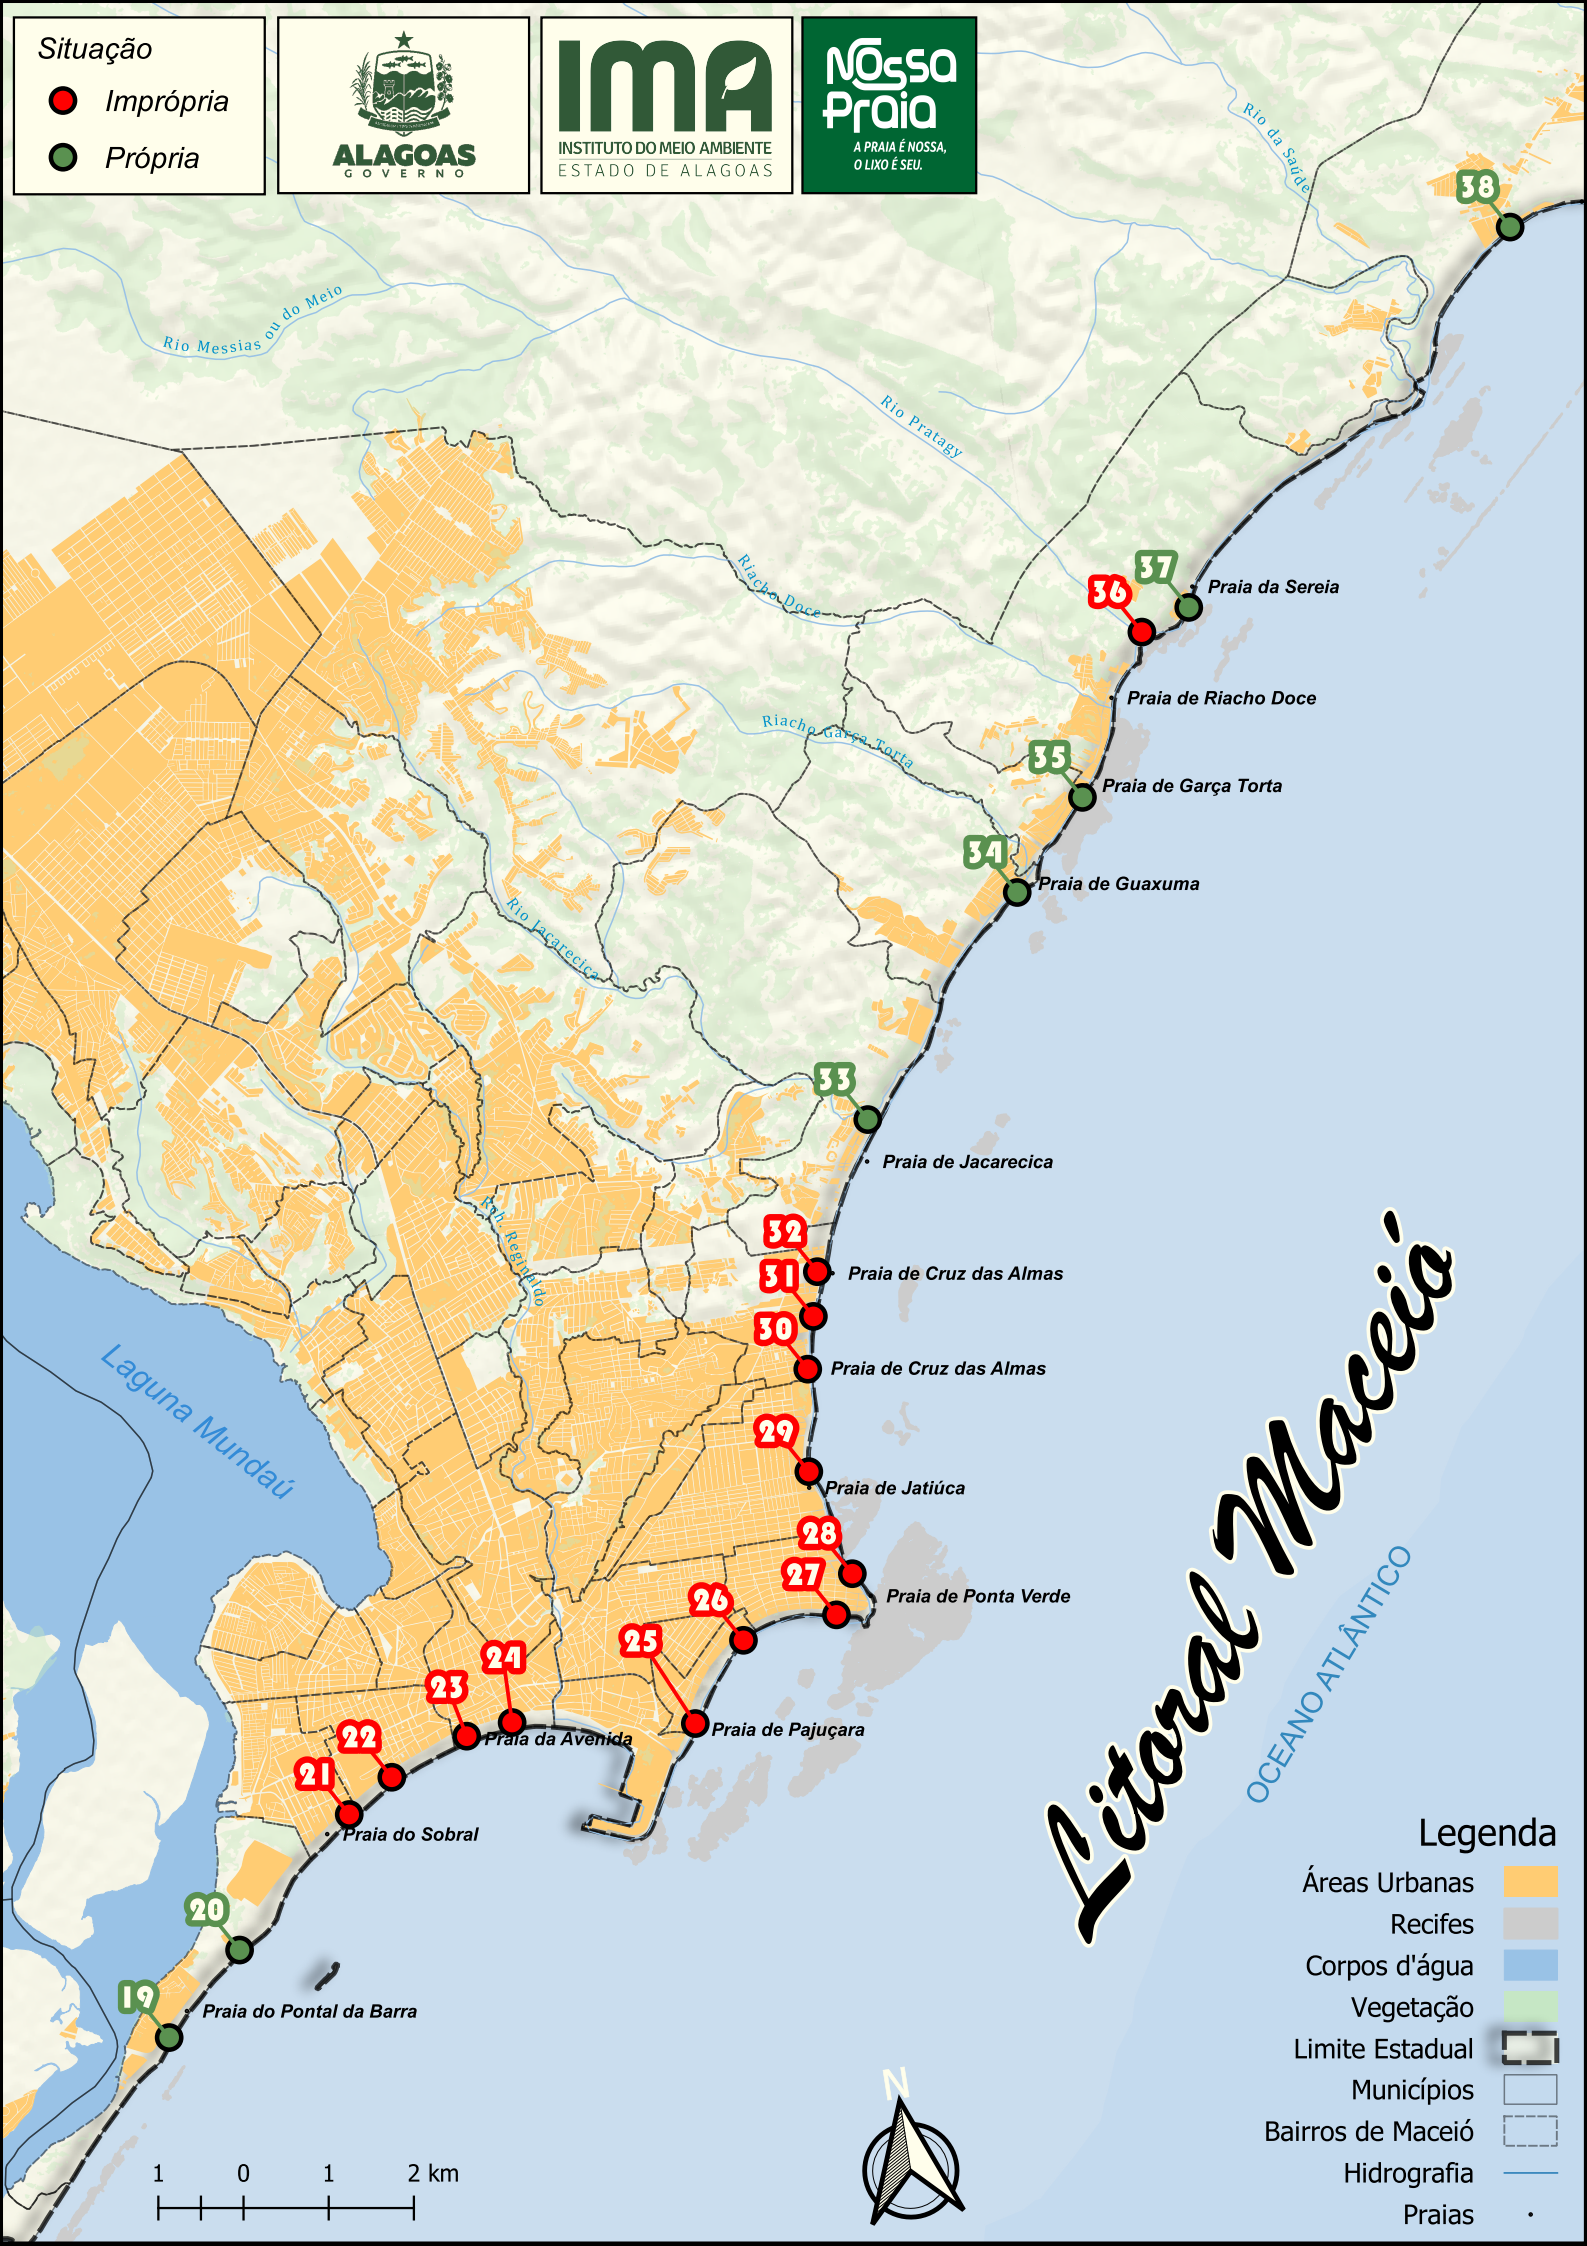 Situação
Imprópria
Própria
ALAGOAS
GOVERNO
IMA
INSTITUTO DO MEIO AMBIENTE
ESTADO DE ALAGOAS
Nossa
Praia
A PRAIA É NOSSA,
O LIXO É SEU.
Rio da Saúde
38
Rio Messias ou do Meio
Rio Pratagy
Riacho Doce
37
Praia da Sereia
36
Praia de Riacho Doce
Riacho Garça Torta
35
Praia de Garça Torta
34
Praia de Guaxuma
Rio Jacarecica
33
Praia de Jacarecica
Rch. Reginaldo
32
Praia de Cruz das Almas
31
30
Praia de Cruz das Almas
Laguna Mundaú
29
Praia de Jatiúca
28
27
Praia de Ponta Verde
26
25
24
23
Praia de Pajuçara
Praia da Avenida
22
21
Praia do Sobral
20
19
Praia do Pontal da Barra
Litoral Maceió
OCEANO ATLÂNTICO
Legenda
Áreas Urbanas
Recifes
Corpos d'água
Vegetação
Limite Estadual
Municípios
Bairros de Maceió
Hidrografia
Praias
N
1 0 1 2 km